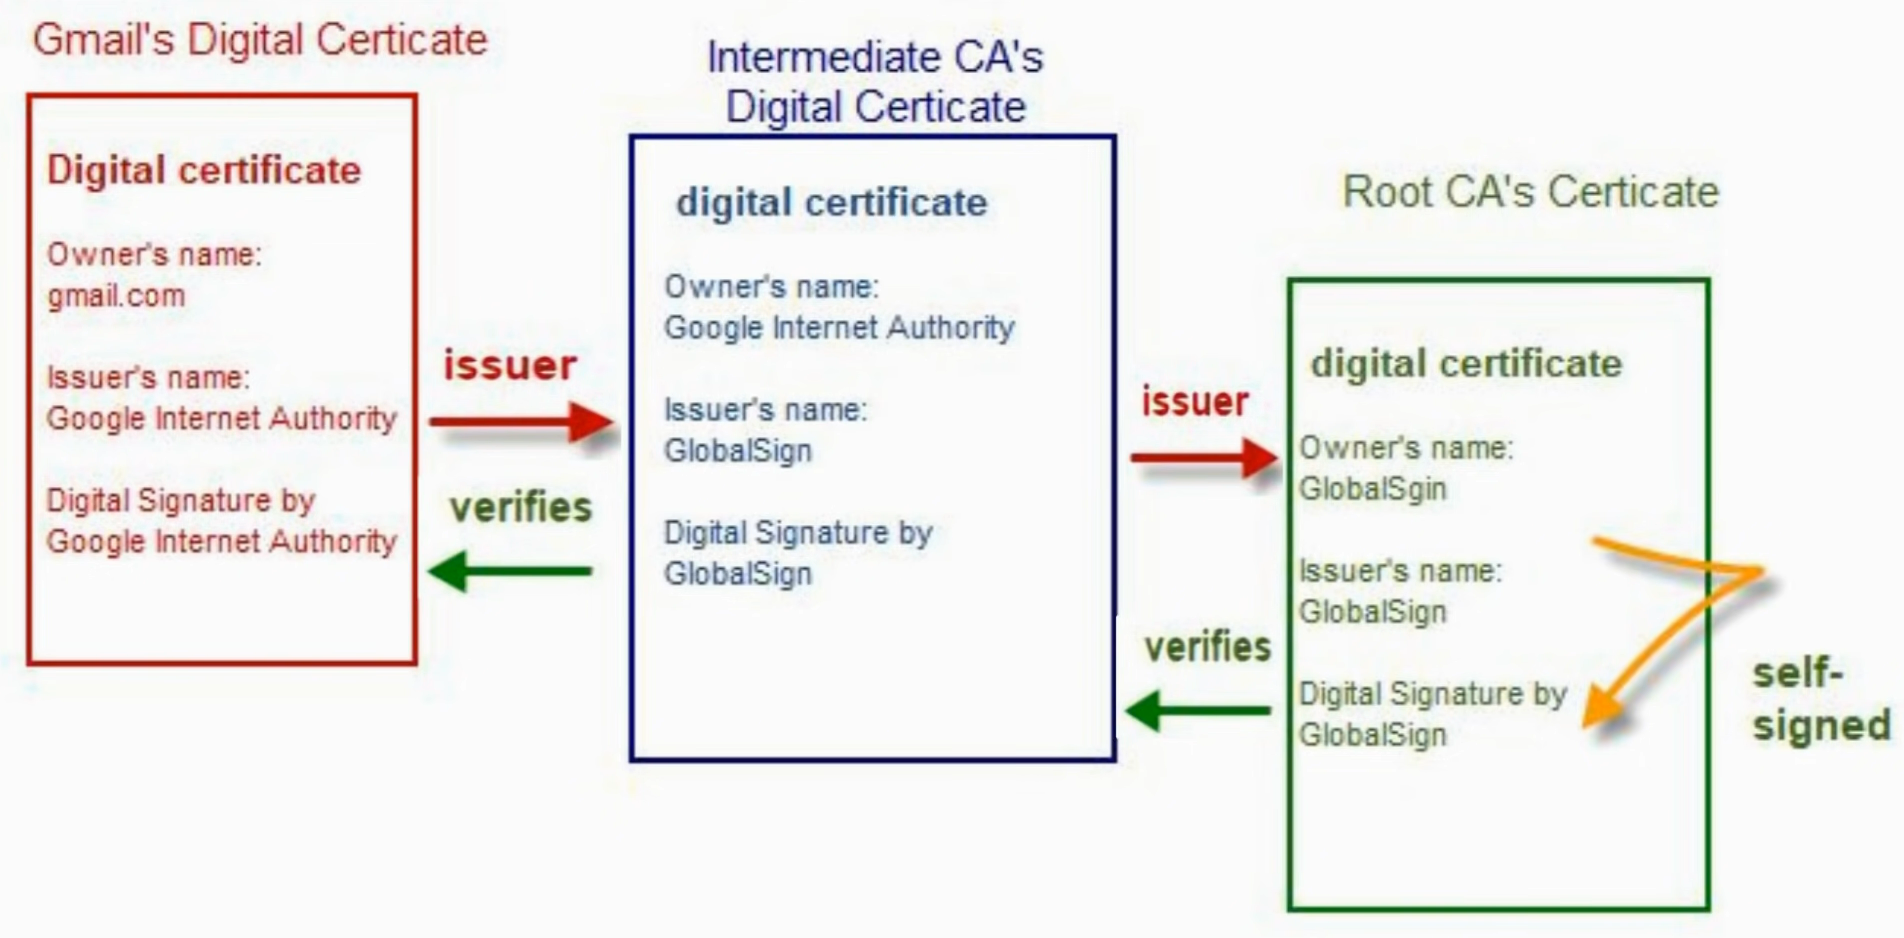 Gmail's Digital Certicate
Digital certificate
Owner's name:
gmail.com
Issuer's name:
Google Internet Authority
Digital Signature by
Google Internet Authority
issuer
verifies
Intermediate CA's
Digital Certicate
digital certificate
Owner's name:
Google Internet Authority
Issuer's name:
GlobalSign
Digital Signature by
GlobalSign
issuer
verifies
Root CA's Certicate
digital certificate
Owner's name:
GlobalSgin
Issuer's name:
GlobalSign
Digital Signature by
GlobalSign
self-
signed